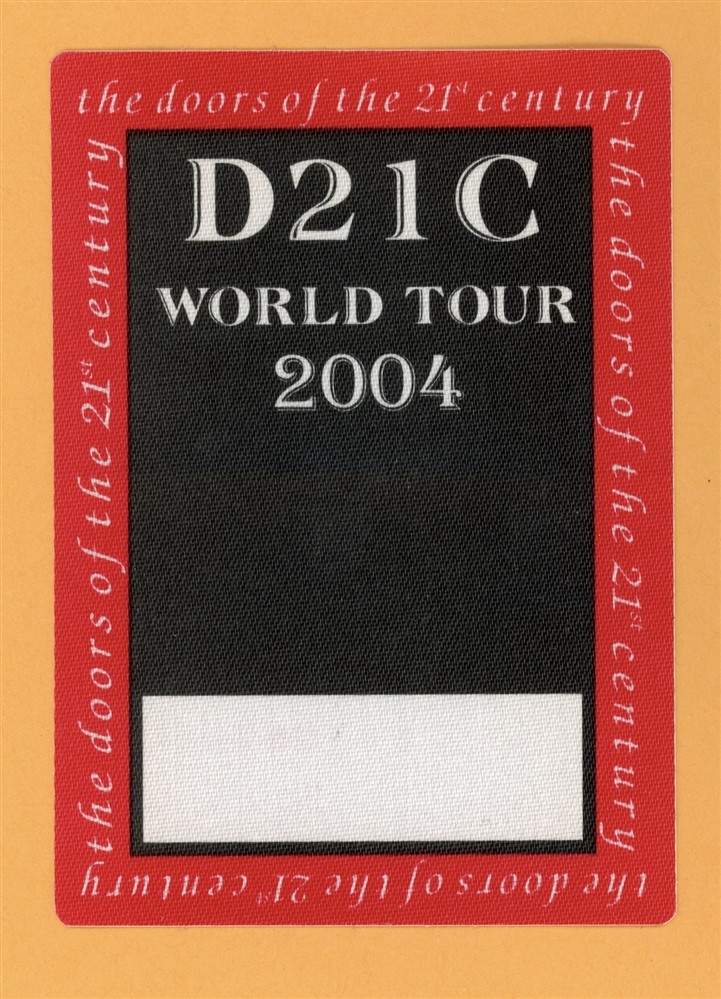 the doors of the 21st century
D21C
WORLD TOUR
2004
the doors of the 21st century
the doors of the 21st century
the doors of the 21st century